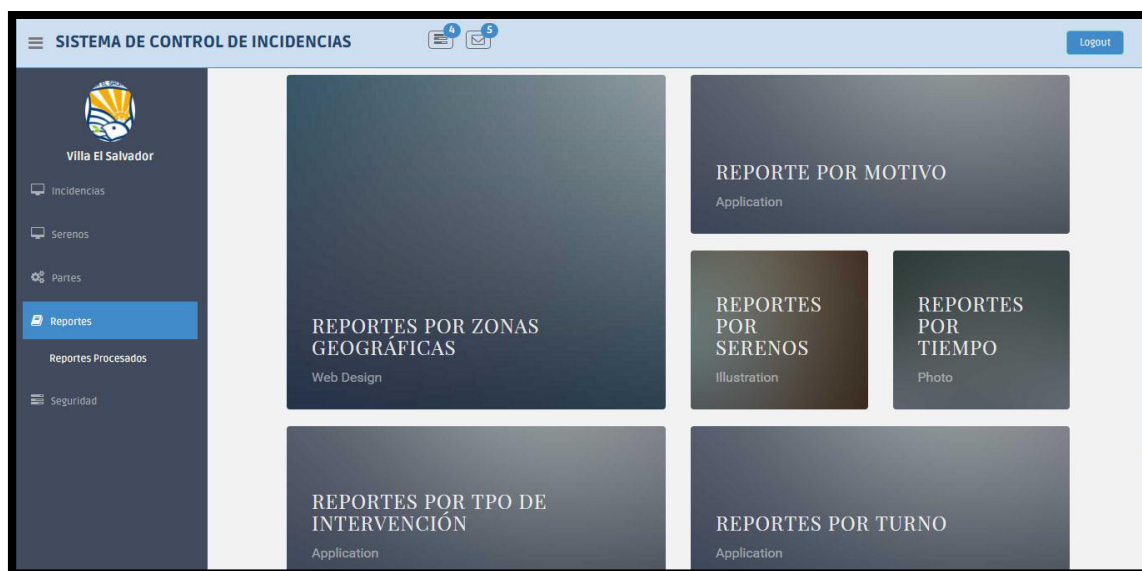 SISTEMA DE CONTROL DE INCIDENCIAS
4
5
Logout
Villa El Salvador
Incidencias
Serenos
Partes
Reportes
Reportes Procesados
Seguridad
REPORTES POR ZONAS
GEOGRÁFICAS
Web Design
REPORTE POR MOTIVO
Application
REPORTES
POR
SERENOS
Illustration
REPORTES
POR
TIEMPO
Photo
REPORTES POR TPO DE
INTERVENCIÓN
Application
REPORTES POR TURNO
Application